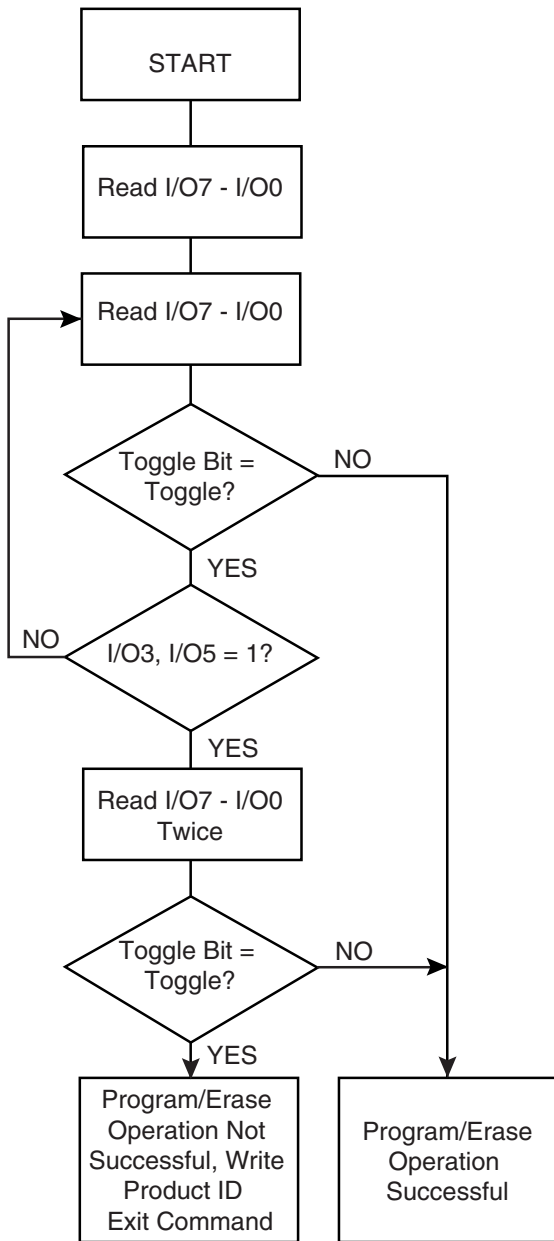 START
Read I/O7 - I/O0
Read I/O7 - I/O0
Toggle Bit =
Toggle?
NO
YES
NO
I/O3, I/O5 = 1?
YES
Read I/O7 - I/O0
Twice
Toggle Bit =
Toggle?
NO
YES
Program/Erase
Operation Not
Successful, Write
Product ID
Exit Command
Program/Erase
Operation
Successful